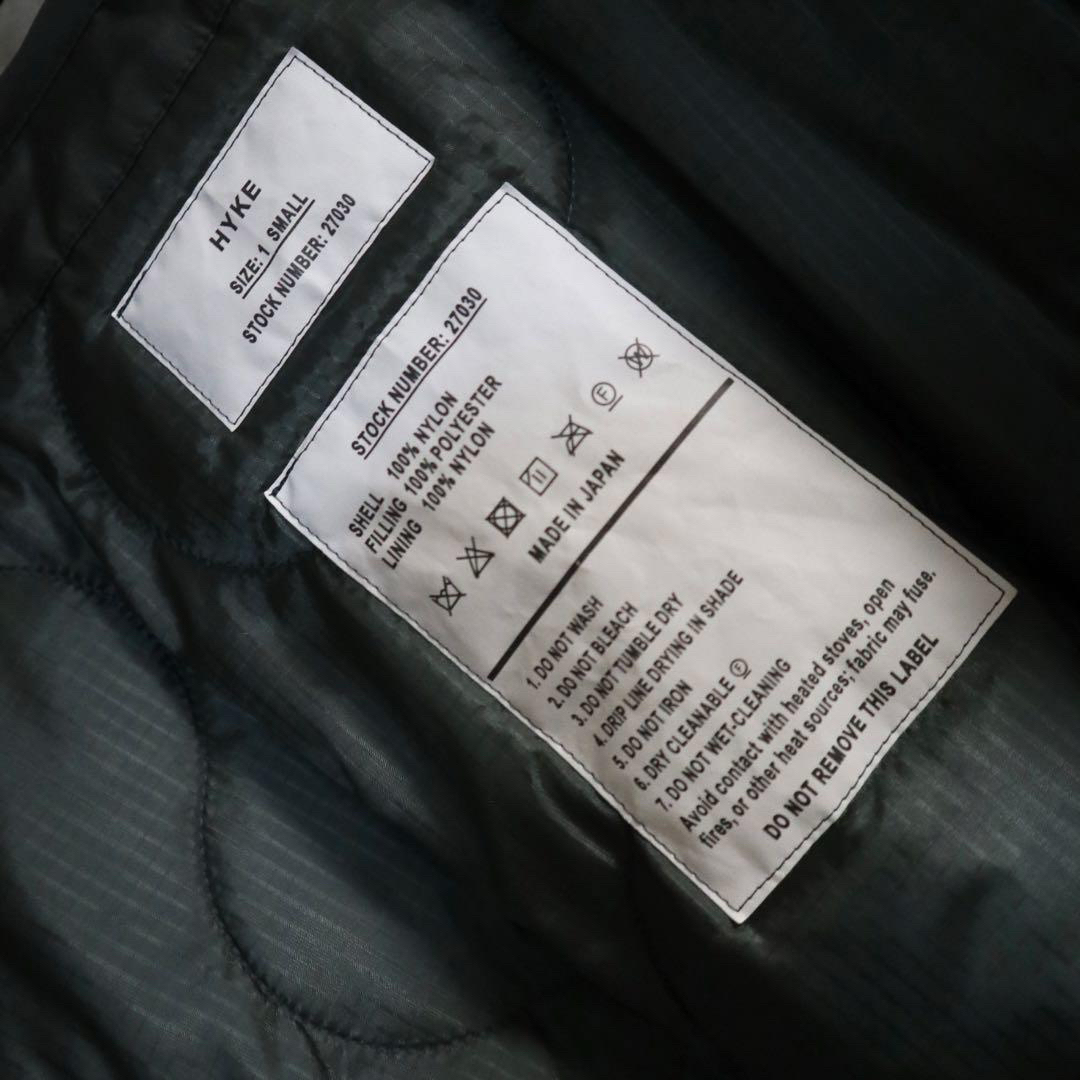 HYKE
SIZE: 1 SMALL
STOCK NUMBER: 27030
STOCK NUMBER: 27030
SHELL 100% NYLON
FILLING 100% POLYESTER
LINING 100% NYLON
F W
MADE IN JAPAN
1. DO NOT WASH
2. DO NOT BLEACH
3. DO NOT TUMBLE DRY
4. DRIP LINE DRYING IN SHADE
5. DO NOT IRON
6. DRY CLEANABLE Ⓕ
7. DO NOT WET-CLEANING
Avoid contact with heated stoves, open
fires, or other heat sources; fabric may fuse.
DO NOT REMOVE THIS LABEL